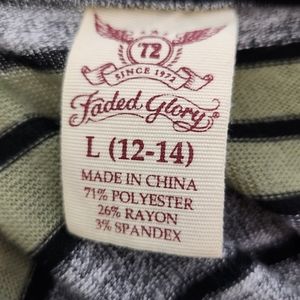 72
SINCE 1972
Faded Glory
L (12-14)
MADE IN CHINA
71% POLYESTER
26% RAYON
3% SPANDEX